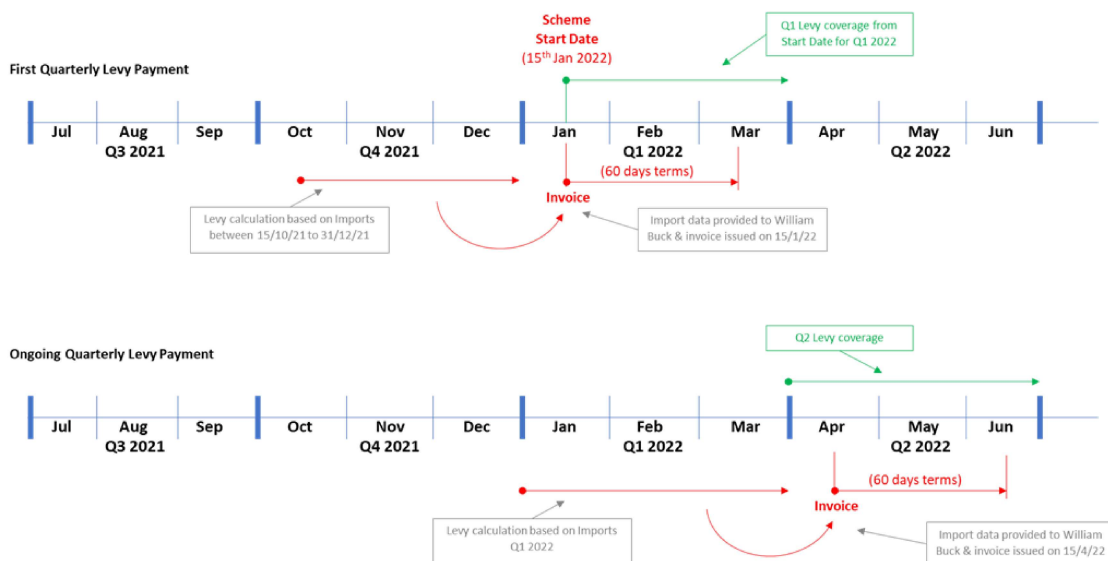 Scheme
Start Date
(15th Jan 2022)
Q1 Levy coverage from
Start Date for Q1 2022
First Quarterly Levy Payment
Jul Aug Sep Oct Nov Dec Jan Feb Mar Apr May Jun
Q3 2021 Q4 2021 Q1 2022 Q2 2022
(60 days terms)
Invoice
Levy calculation based on Imports
between 15/10/21 to 31/12/21
Import data provided to William
Buck & invoice issued on 15/1/22
Ongoing Quarterly Levy Payment
Q2 Levy coverage
Jul Aug Sep Oct Nov Dec Jan Feb Mar Apr May Jun
Q3 2021 Q4 2021 Q1 2022 Q2 2022
(60 days terms)
Invoice
Levy calculation based on Imports
Q1 2022
Import data provided to William
Buck & invoice issued on 15/4/22